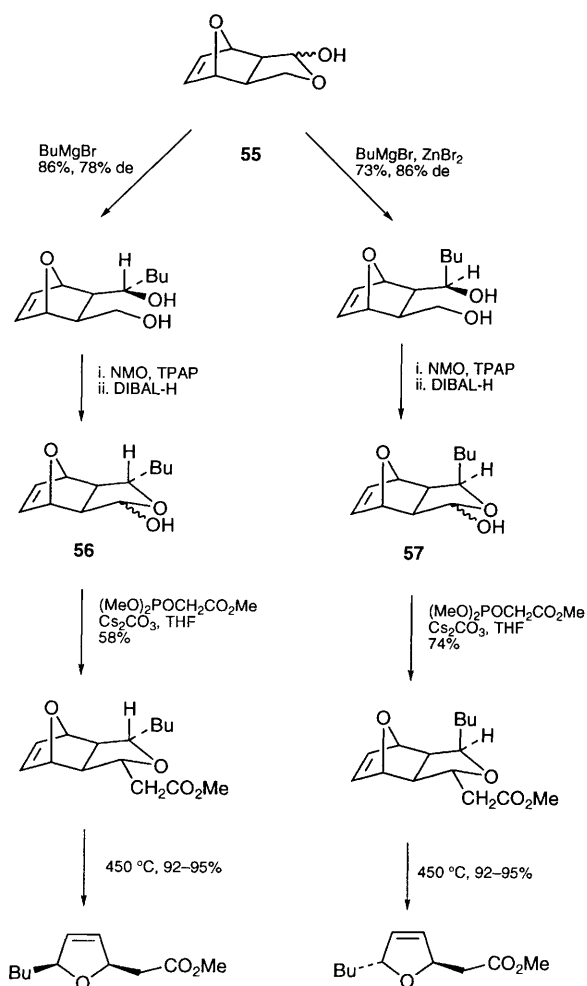 O
OH
O
55
BuMgBr
86%, 78% de
BuMgBr, ZnBr2
73%, 86% de
O
H
Bu
OH
OH
O
Bu
H
OH
OH
i. NMO, TPAP
ii. DIBAL-H
i. NMO, TPAP
ii. DIBAL-H
O
H
Bu
O
OH
56
O
Bu
H
O
OH
57
(MeO)2POCH2CO2Me
Cs2CO3, THF
58%
(MeO)2POCH2CO2Me
Cs2CO3, THF
74%
O
H
Bu
O
CH2CO2Me
O
Bu
H
O
CH2CO2Me
450 °C, 92–95%
450 °C, 92–95%
Bu
O
CO2Me
Bu
O
CO2Me